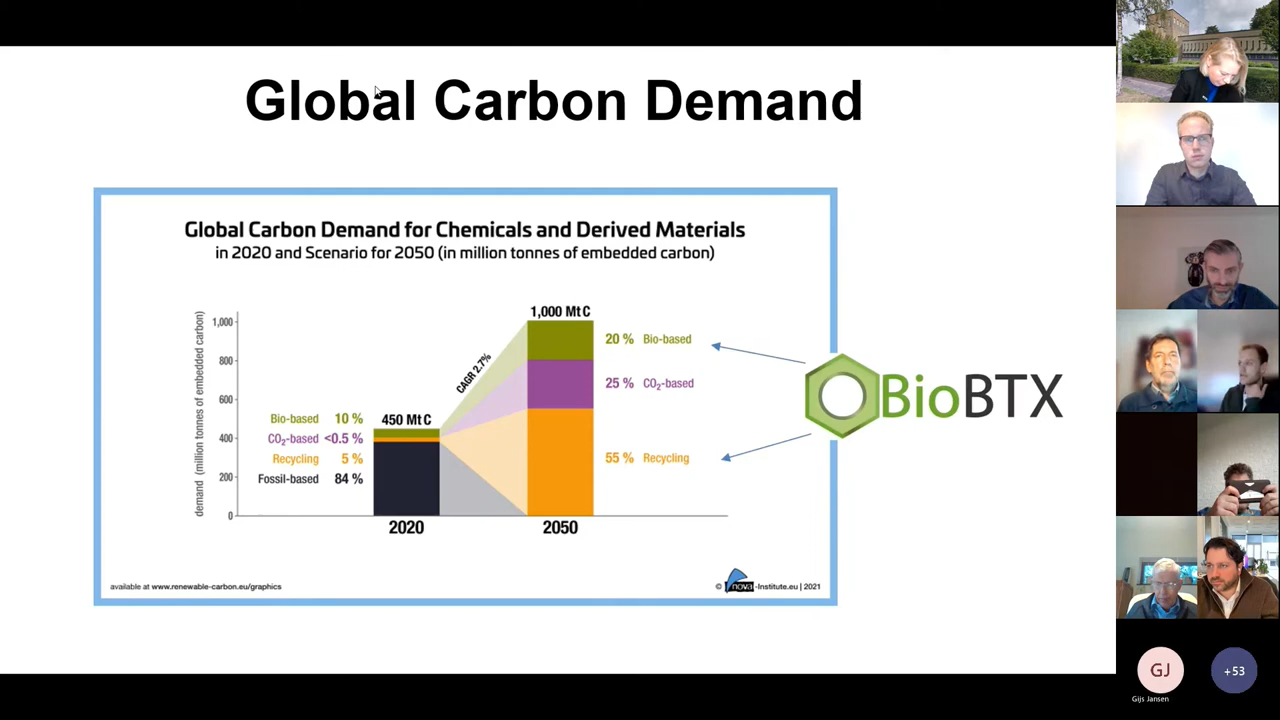 Global Carbon Demand
Global Carbon Demand for Chemicals and Derived Materials
in 2020 and Scenario for 2050 (in million tonnes of embedded carbon)
demand (million tonnes of embedded carbon)
1,000
800
600
400
200
0
Bio-based 10 %
CO₂-based <0.5 %
Recycling 5 %
Fossil-based 84 %
450 Mt C
2020
CAGR 2.7%
1,000 Mt C
2050
20 % Bio-based
25 % CO₂-based
55 % Recycling
BioBTX
available at www.renewable-carbon.eu/graphics
© nova-Institute.eu | 2021
GJ
Gijs Jansen
+53